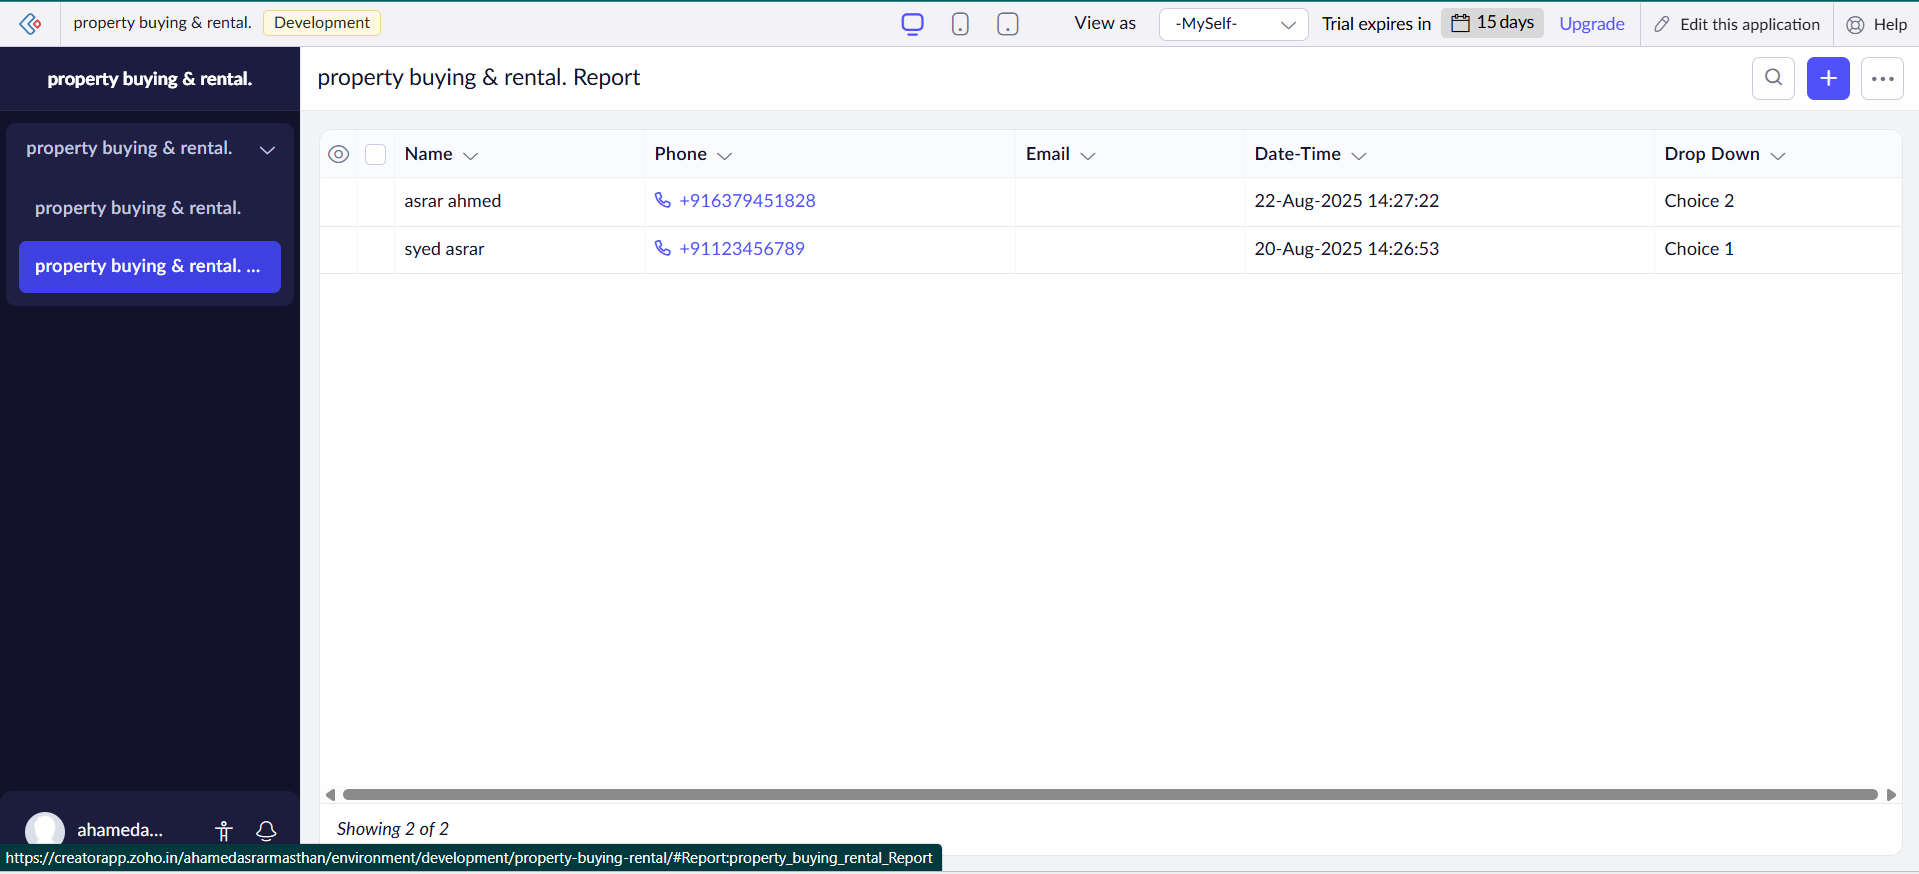 property buying & rental. Development View as -MySelf- Trial expires in 15 days Upgrade Edit this application Help
property buying & rental.
property buying & rental.
property buying & rental.
property buying & rental. ...
property buying & rental. Report
Name Phone Email Date-Time Drop Down
asrar ahmed +916379451828 22-Aug-2025 14:27:22 Choice 2
syed asrar +91123456789 20-Aug-2025 14:26:53 Choice 1
Showing 2 of 2
ahameda...
https://creatorapp.zoho.in/ahamedasrarmasthan/environment/development/property-buying-rental/#Report:property_buying_rental_Report